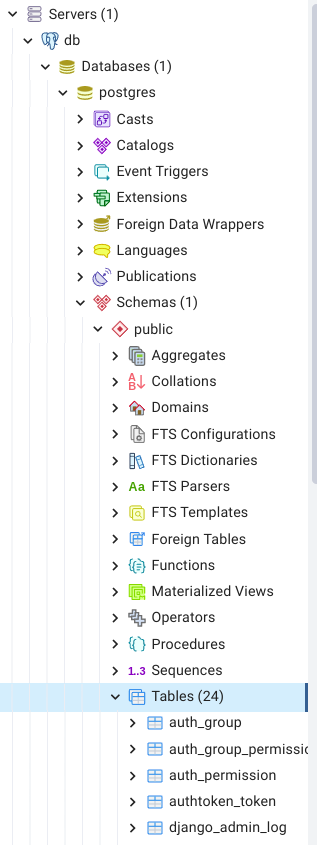 Servers (1)
db
Databases (1)
postgres
Casts
Catalogs
Event Triggers
Extensions
Foreign Data Wrappers
Languages
Publications
Schemas (1)
public
Aggregates
Collations
Domains
FTS Configurations
FTS Dictionaries
Aa FTS Parsers
FTS Templates
Foreign Tables
Functions
Materialized Views
Operators
Procedures
1..3 Sequences
Tables (24)
auth_group
auth_group_permissio
auth_permission
authtoken_token
django_admin_log